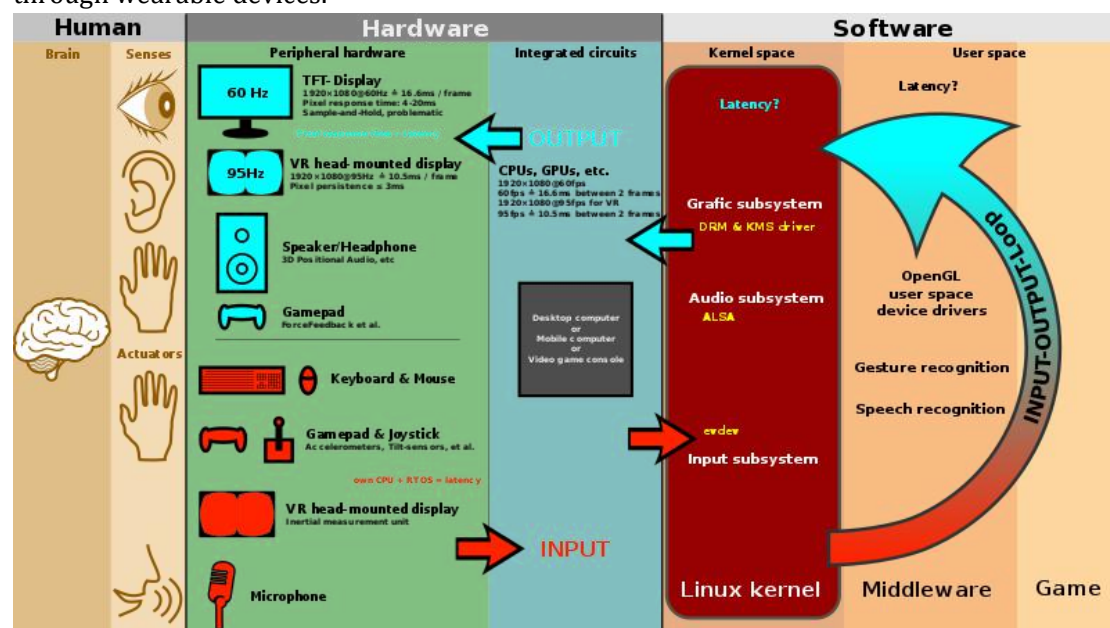 through wearable devices.
Human
Hardware
Software
Brain
Senses
Peripheral hardware
Integrated circuits
Kernel space
User space
60 Hz
TFT- Display
1920×1080@60Hz ≙ 16.6ms / frame
Pixel response time: 4-20ms
Sample-and-Hold, problematic
OUTPUT
Latency?
Latency?
95Hz
VR head-mounted display
1920×1080@95Hz ≙ 10.5ms / frame
Pixel persistence ≤ 3ms
CPUs, GPUs, etc.
1920×1080@60fps
60fps ≙ 16.6ms between 2 frames
1920×1080@95fps for VR
95fps ≙ 10.5ms between 2 frames
Grafic subsystem
DRM & KMS driver
Speaker/Headphone
3D Positional Audio, etc
Gamepad
ForceFeedback et al.
Desktop computer
or
Mobile computer
or
Video game console
Audio subsystem
ALSA
OpenGL
user space
device drivers
INPUT-OUTPUT-LOOP
Actuators
Keyboard & Mouse
Gesture recognition
Speech recognition
Gamepad & Joystick
Accelerometers, Tilt-sensors, et al.
evdev
Input subsystem
own CPU + RTOS = latency
VR head-mounted display
Inertial measurement unit
INPUT
Microphone
Linux kernel
Middleware
Game